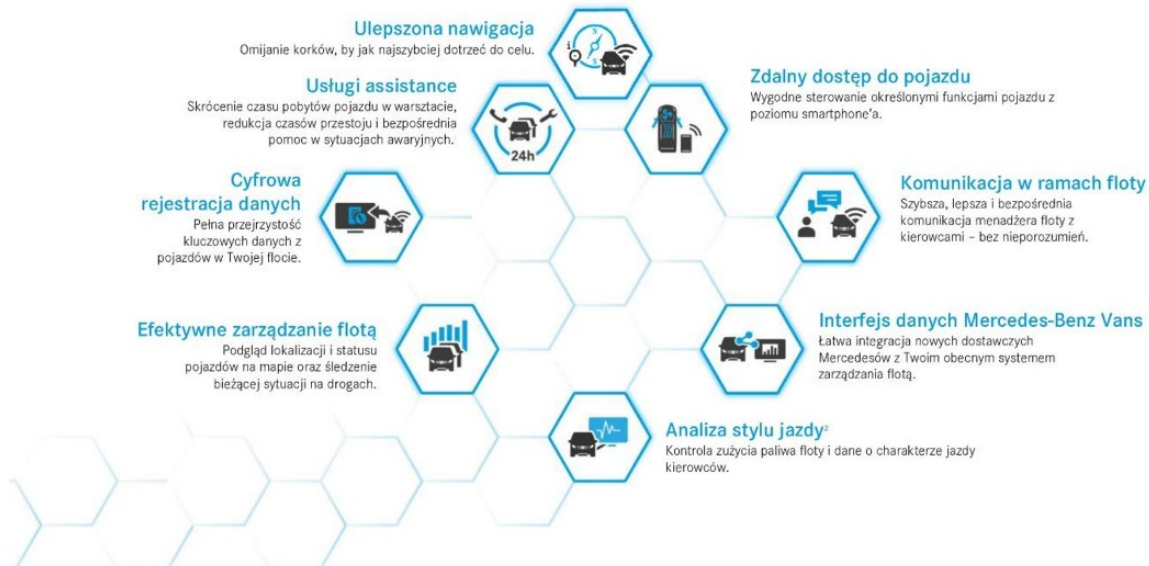 Ulepszona nawigacja
Omijanie korków, by jak najszybciej dotrzeć do celu.
Usługi assistance
Skrócenie czasu pobytów pojazdu w warsztacie,
redukcja czasów przestoju i bezpośrednia
pomoc w sytuacjach awaryjnych.
24h
Zdalny dostęp do pojazdu
Wygodne sterowanie określonymi funkcjami pojazdu z
poziomu smartphone'a.
Cyfrowa
rejestracja danych
Pełna przejrzystość
kluczowych danych z
pojazdów w Twojej flocie.
Komunikacja w ramach floty
Szybsza, lepsza i bezpośrednia
komunikacja menadżera floty z
kierowcami – bez nieporozumień.
Efektywne zarządzanie flotą
Podgląd lokalizacji i statusu
pojazdów na mapie oraz śledzenie
bieżącej sytuacji na drogach.
Interfejs danych Mercedes-Benz Vans
Łatwa integracja nowych dostawczych
Mercedesów z Twoim obecnym systemem
zarządzania flotą.
Analiza stylu jazdy²
Kontrola zużycia paliwa floty i dane o charakterze jazdy
kierowców.